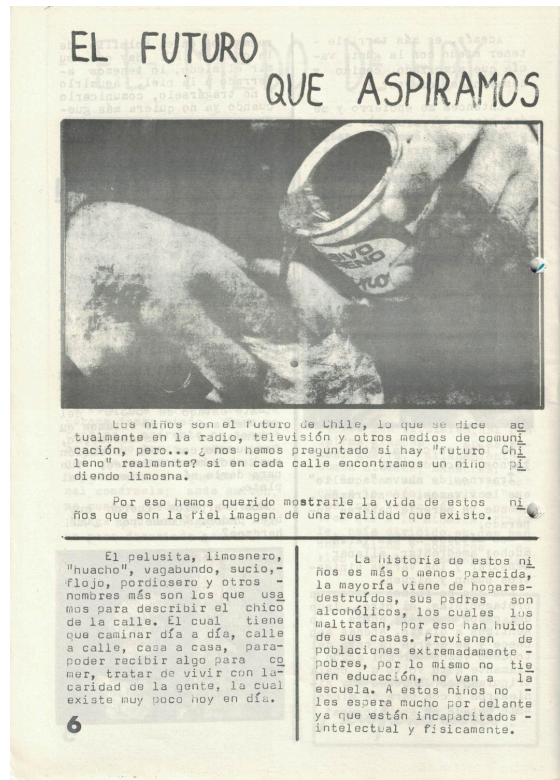 EL FUTURO
QUE ASPIRAMOS
Los niños son el futuro de Chile, lo que se dice ac
tualmente en la radio, televisión y otros medios de comuni
cación, pero... ¿ nos hemos preguntado si hay "futuro Chi
leno" realmente? si en cada calle encontramos un niño pi
diendo limosna.
Por eso hemos querido mostrarle la vida de estos ni
ños que son la fiel imagen de una realidad que existe.
El pelusita, limosnero,
"huacho", vagabundo, sucio,-
flojo, pordiosero y otros -
nombres más son los que usa
mos para describir el chico
de la calle. El cual tiene
que caminar día a día, calle
a calle, casa a casa, para-
poder recibir algo para co
mer, tratar de vivir con la-
caridad de la gente, la cual
existe muy poco hoy en día.
La historia de estos ni
ños es más o menos parecida,
la mayoría viene de hogares-
destruídos, sus padres son
alcohólicos, los cuales los
maltratan, por eso han huido
de sus casas. Provienen de
poblaciones extremadamente -
pobres, por lo mismo no tie
nen educación, no van a la
escuela. A estos niños no -
les espera mucho por delante
ya que están incapacitados -
intelectual y físicamente.
6